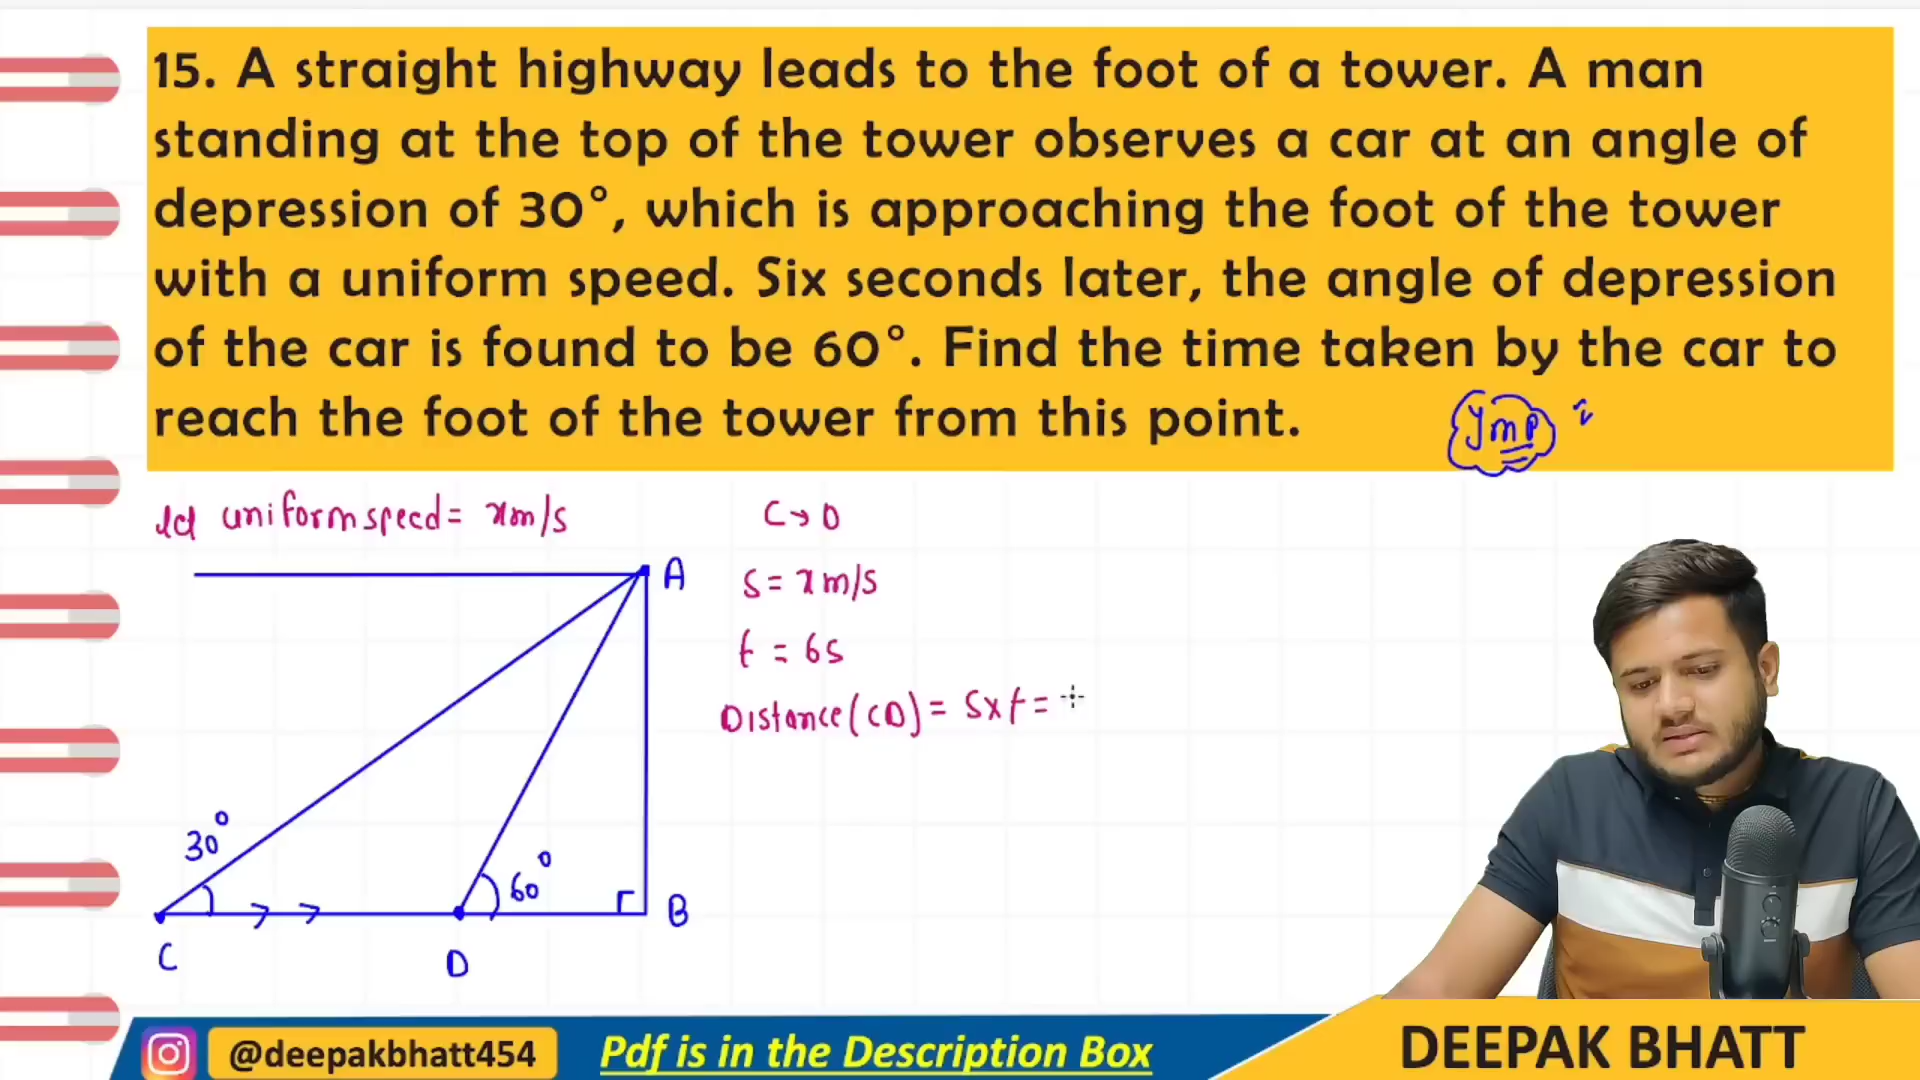 15. A straight highway leads to the foot of a tower. A man
standing at the top of the tower observes a car at an angle of
depression of 30°, which is approaching the foot of the tower
with a uniform speed. Six seconds later, the angle of depression
of the car is found to be 60°. Find the time taken by the car to
reach the foot of the tower from this point.
Imp
let uniform speed = x m/s
C → D
A
S = x m/s
t = 6s
Distance (CD) = S x t =
30°
60°
B
C
D
@deepakbhatt454
Pdf is in the Description Box
DEEPAK BHATT